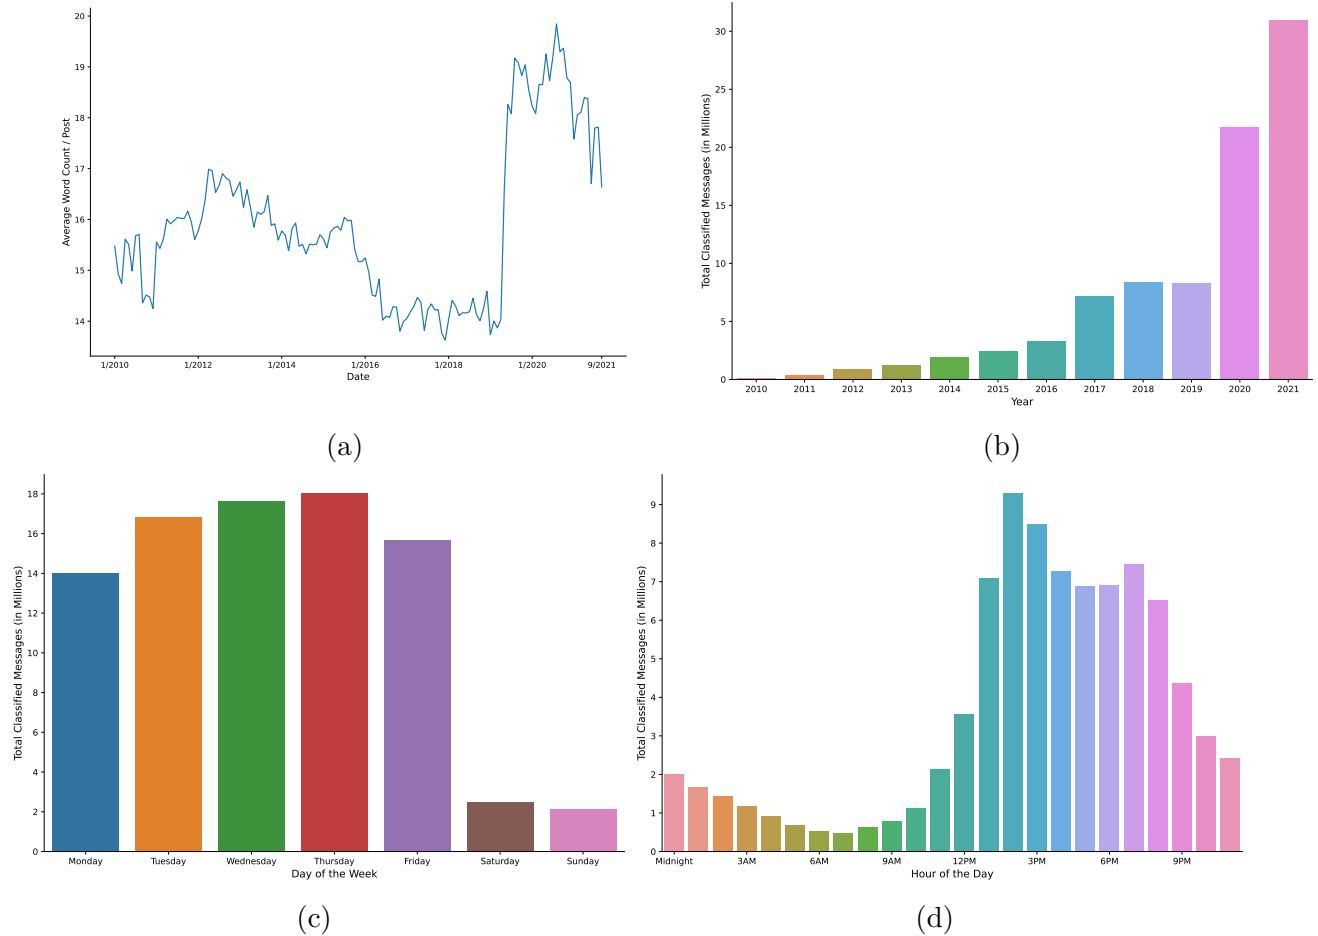 20
19
18
17
16
15
14
Average Word Count / Post
1/2010 1/2012 1/2014 1/2016 1/2018 1/2020 9/2021
Date
(a)
30
25
20
15
10
5
0
Total Classified Messages (in Millions)
2010 2011 2012 2013 2014 2015 2016 2017 2018 2019 2020 2021
Year
(b)
18
16
14
12
10
8
6
4
2
0
Total Classified Messages (in Millions)
Monday Tuesday Wednesday Thursday Friday Saturday Sunday
Day of the Week
(c)
9
8
7
6
5
4
3
2
1
0
Total Classified Messages (in Millions)
Midnight 3AM 6AM 9AM 12PM 3PM 6PM 9PM
Hour of the Day
(d)